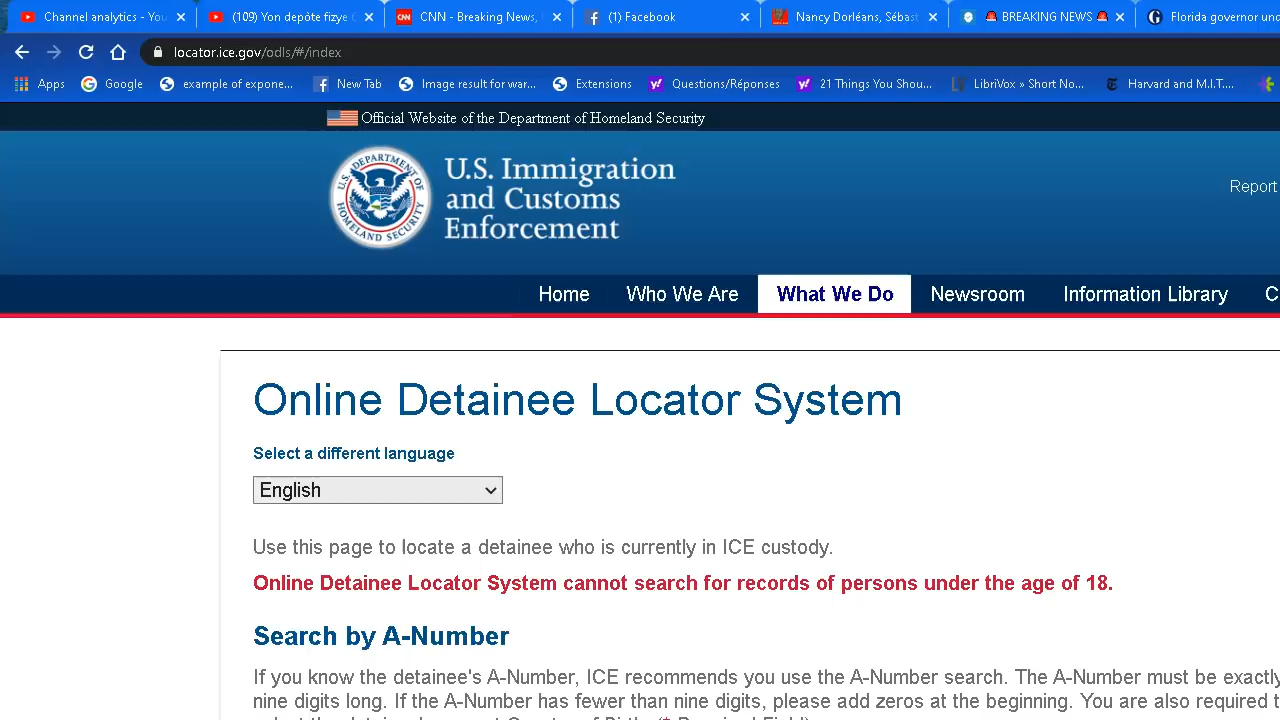 Channel analytics - You
(109) Yon depòte fizye
CNN - Breaking News,
(1) Facebook
Nancy Dorléans, Sébast
BREAKING NEWS
Florida governor und
locator.ice.gov/odls/#/index
Apps
Google
example of expone...
New Tab
Image result for war...
Extensions
Questions/Réponses
21 Things You Shou...
LibriVox » Short No...
Harvard and M.I.T....
Official Website of the Department of Homeland Security
U.S. DEPARTMENT OF HOMELAND SECURITY
U.S. Immigration
and Customs
Enforcement
Report
Home
Who We Are
What We Do
Newsroom
Information Library
C
Online Detainee Locator System
Select a different language
English
Use this page to locate a detainee who is currently in ICE custody.
Online Detainee Locator System cannot search for records of persons under the age of 18.
Search by A-Number
If you know the detainee's A-Number, ICE recommends you use the A-Number search. The A-Number must be exactly
nine digits long. If the A-Number has fewer than nine digits, please add zeros at the beginning. You are also required t